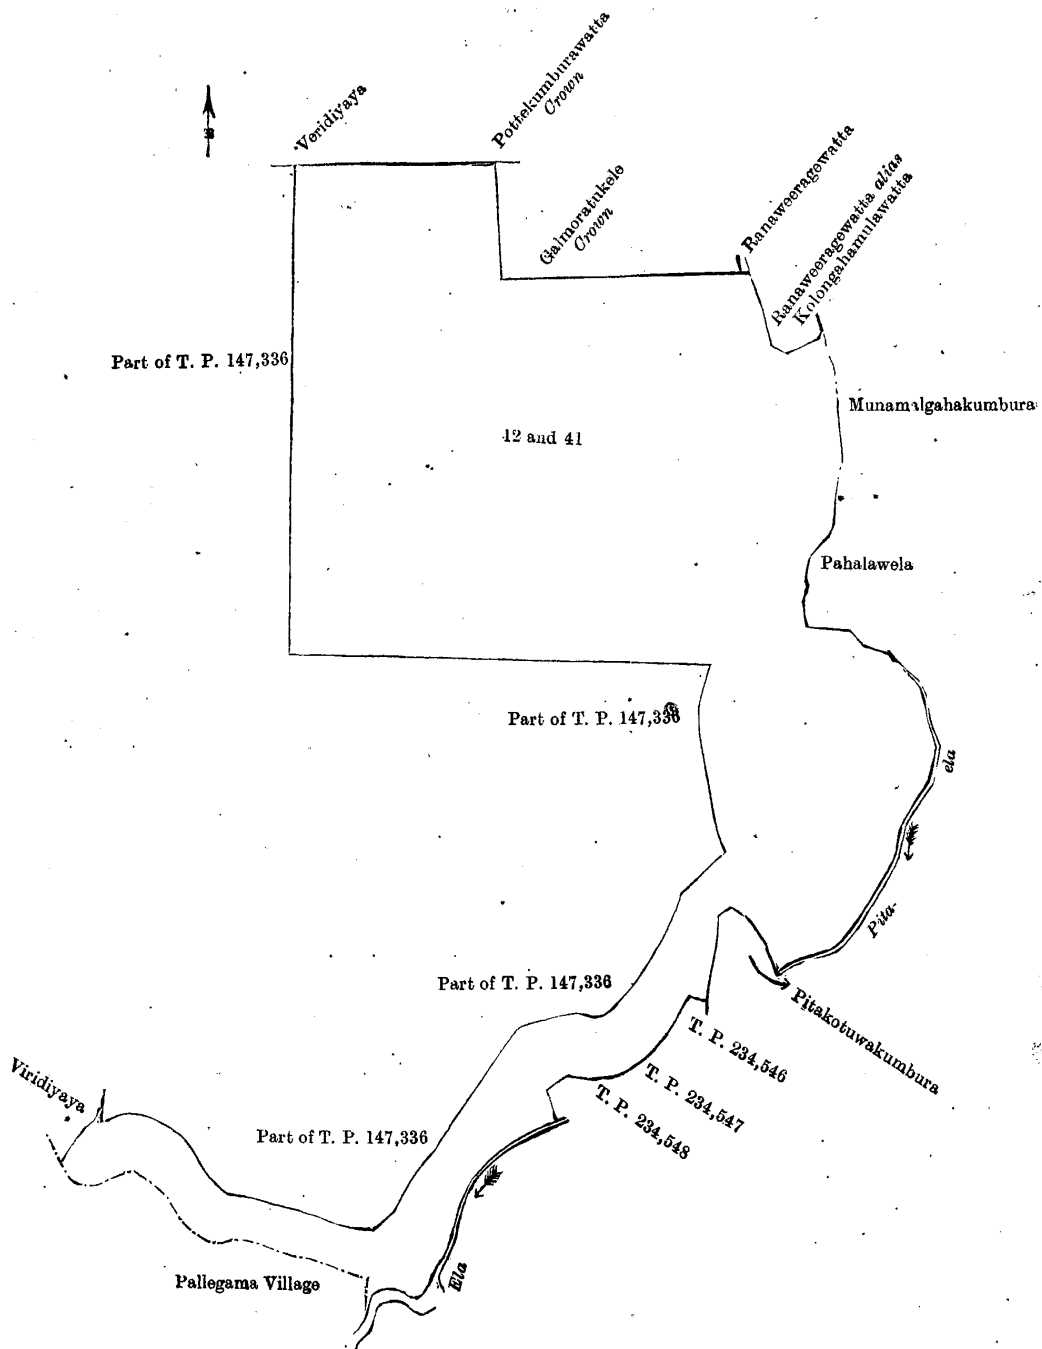 Veridiyaya
Pottekumburawatta
Crown
Galmoratukele
Crown
Ranaweeragewatta
Ranaweeragewatta alias
Kolongahamulawatta
Part of T. P. 147,336
Munamalgahakumbura
12 and 41
Pahalawela
Part of T. P. 147,336
ela
Pita-
Part of T. P. 147,336
Pitakotuwakumbura
T. P. 234,546
T. P. 234,547
T. P. 234,548
Viridiyaya
Part of T. P. 147,336
Ela
Pallegama Village